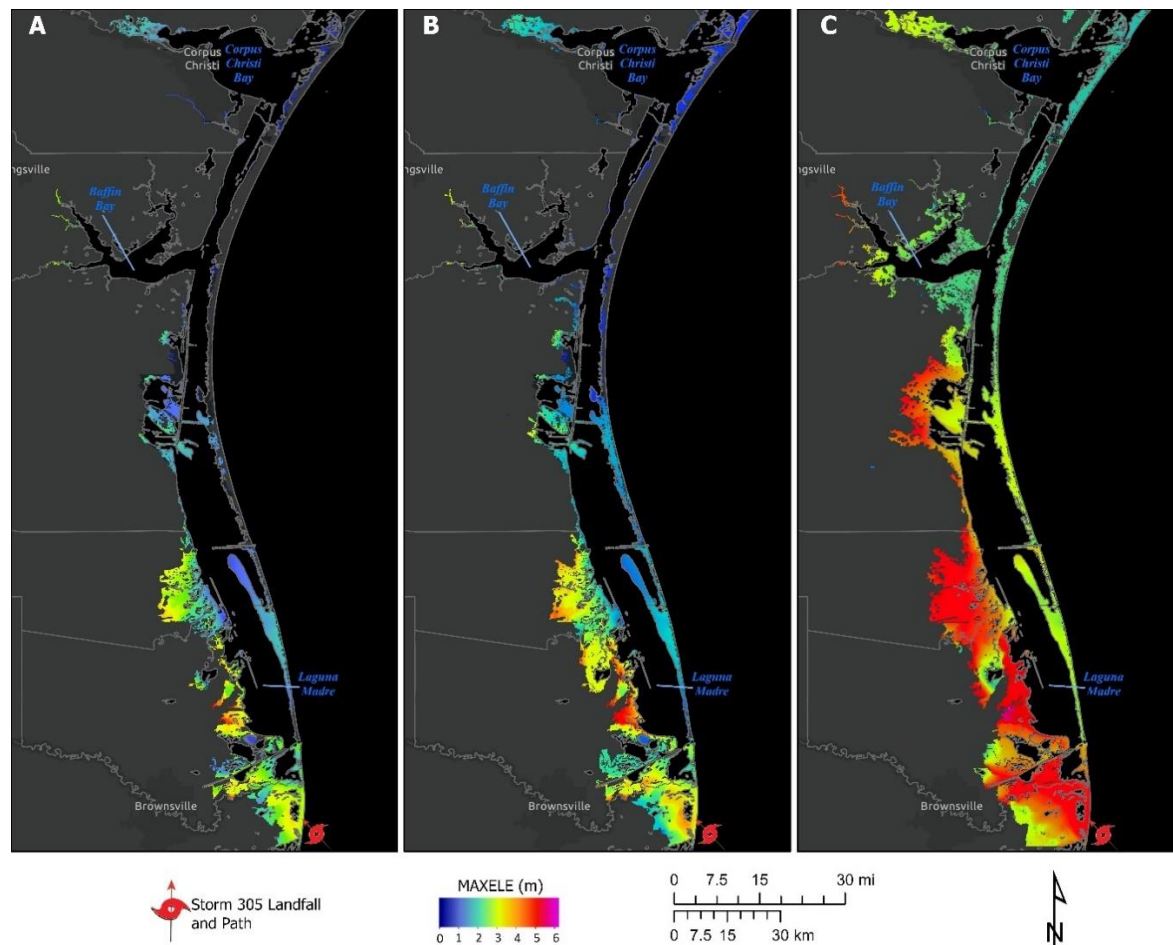 A
Corpus
Christi
Corpus
Christi
Bay
ngsville
Baffin
Bay
Laguna
Madre
Brownsville
B
Corpus
Christi
Corpus
Christi
Bay
ngsville
Baffin
Bay
Laguna
Madre
Brownsville
C
Corpus
Christi
Corpus
Christi
Bay
ngsville
Baffin
Bay
Laguna
Madre
Brownsville
Storm 305 Landfall
and Path
MAXELE (m)
0 1 2 3 4 5 6
0 7.5 15 30 mi
0 7.5 15 30 km
N